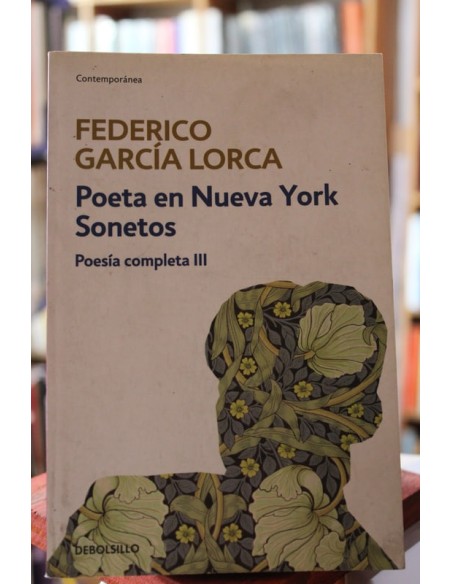 Contemporánea
FEDERICO
GARCÍA LORCA
Poeta en Nueva York
Sonetos
Poesía completa III
DEBOLSILLO